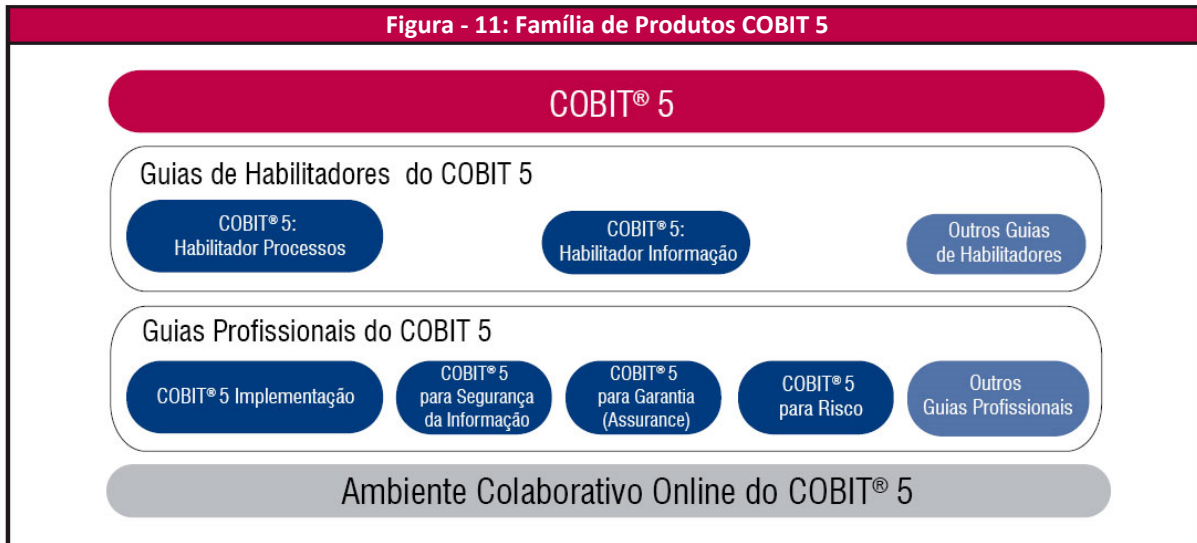 Figura - 11: Família de Produtos COBIT 5
COBIT® 5
Guias de Habilitadores do COBIT 5
COBIT® 5:
Habilitador Processos
COBIT® 5:
Habilitador Informação
Outros Guias
de Habilitadores
Guias Profissionais do COBIT 5
COBIT® 5 Implementação
COBIT® 5
para Segurança
da Informação
COBIT® 5
para Garantia
(Assurance)
COBIT® 5
para Risco
Outros
Guias Profissionais
Ambiente Colaborativo Online do COBIT® 5